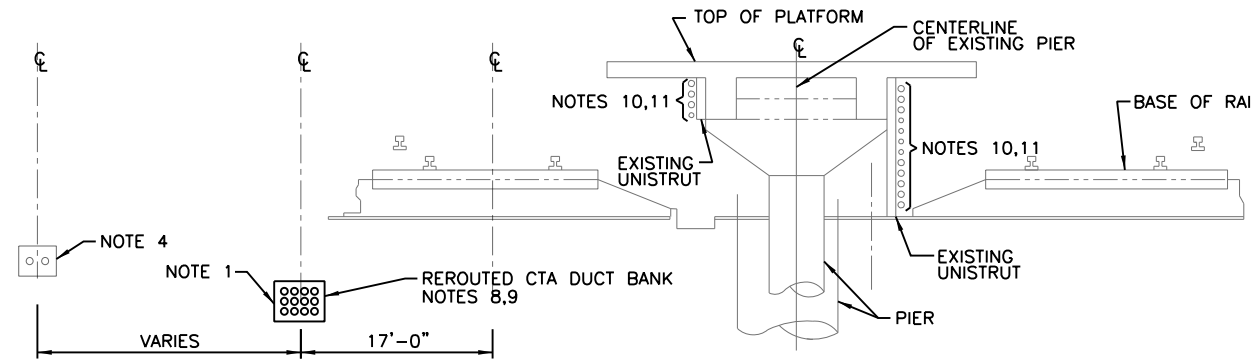 TOP OF PLATFORM
CENTERLINE
OF EXISTING PIER
℄
℄
℄
℄
NOTES 10,11
BASE OF RAI
NOTES 10,11
EXISTING
UNISTRUT
NOTE 4
NOTE 1
REROUTED CTA DUCT BANK
NOTES 8,9
EXISTING
UNISTRUT
PIER
VARIES
17'-0"